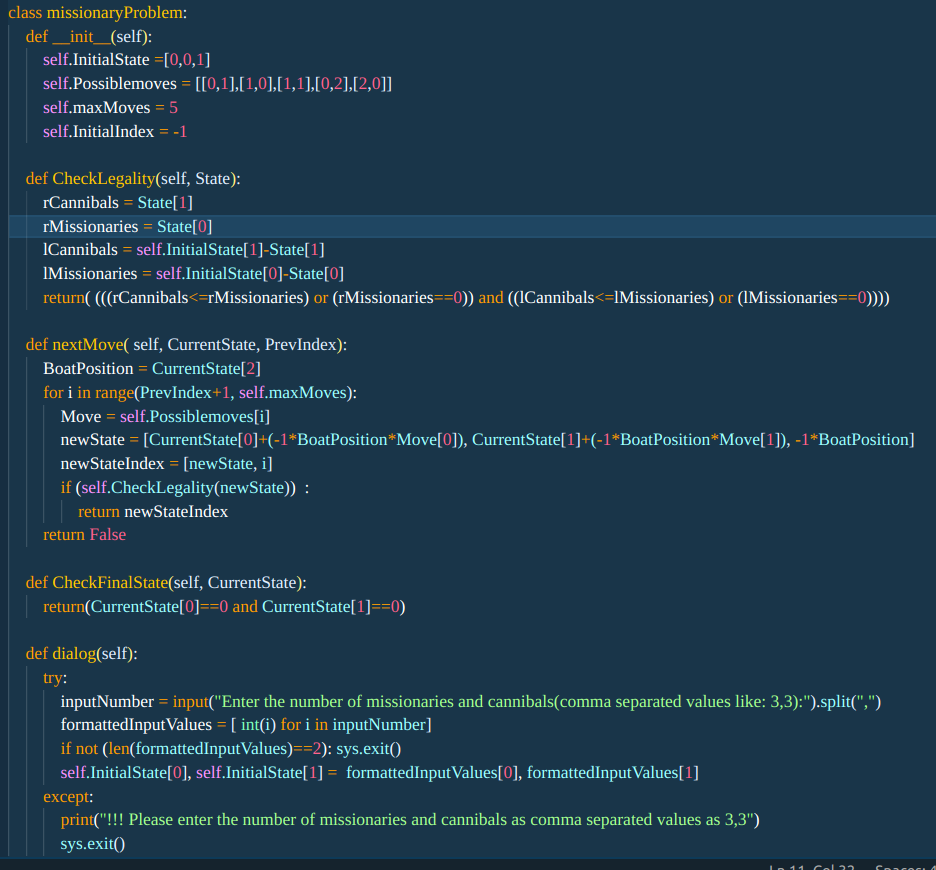 class missionaryProblem:
def __init__(self):
self.InitialState =[0,0,1]
self.Possiblemoves = [[0,1],[1,0],[1,1],[0,2],[2,0]]
self.maxMoves = 5
self.InitialIndex = -1
def CheckLegality(self, State):
rCannibals = State[1]
rMissionaries = State[0]
lCannibals = self.InitialState[1]-State[1]
lMissionaries = self.InitialState[0]-State[0]
return( (((rCannibals<=rMissionaries) or (rMissionaries==0)) and ((lCannibals<=lMissionaries) or (lMissionaries==0))))
def nextMove( self, CurrentState, PrevIndex):
BoatPosition = CurrentState[2]
for i in range(PrevIndex+1, self.maxMoves):
Move = self.Possiblemoves[i]
newState = [CurrentState[0]+(-1*BoatPosition*Move[0]), CurrentState[1]+(-1*BoatPosition*Move[1]), -1*BoatPosition]
newStateIndex = [newState, i]
if (self.CheckLegality(newState))  :
return newStateIndex
return False
def CheckFinalState(self, CurrentState):
return(CurrentState[0]==0 and CurrentState[1]==0)
def dialog(self):
try:
inputNumber = input("Enter the number of missionaries and cannibals(comma separated values like: 3,3):").split(",")
formattedInputValues = [ int(i) for i in inputNumber]
if not (len(formattedInputValues)==2): sys.exit()
self.InitialState[0], self.InitialState[1] =  formattedInputValues[0], formattedInputValues[1]
except:
print("!!! Please enter the number of missionaries and cannibals as comma separated values as 3,3")
sys.exit()